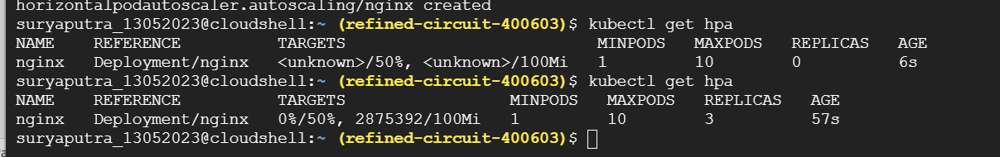 horizontalpodautoscaler.autoscaling/nginx created
suryaputra_13052023@cloudshell:~ (refined-circuit-400603)$ kubectl get hpa
NAME REFERENCE TARGETS MINPODS MAXPODS REPLICAS AGE
nginx Deployment/nginx <unknown>/50%, <unknown>/100Mi 1 10 0 6s
suryaputra_13052023@cloudshell:~ (refined-circuit-400603)$ kubectl get hpa
NAME REFERENCE TARGETS MINPODS MAXPODS REPLICAS AGE
nginx Deployment/nginx 0%/50%, 2875392/100Mi 1 10 3 57s
suryaputra_13052023@cloudshell:~ (refined-circuit-400603)$